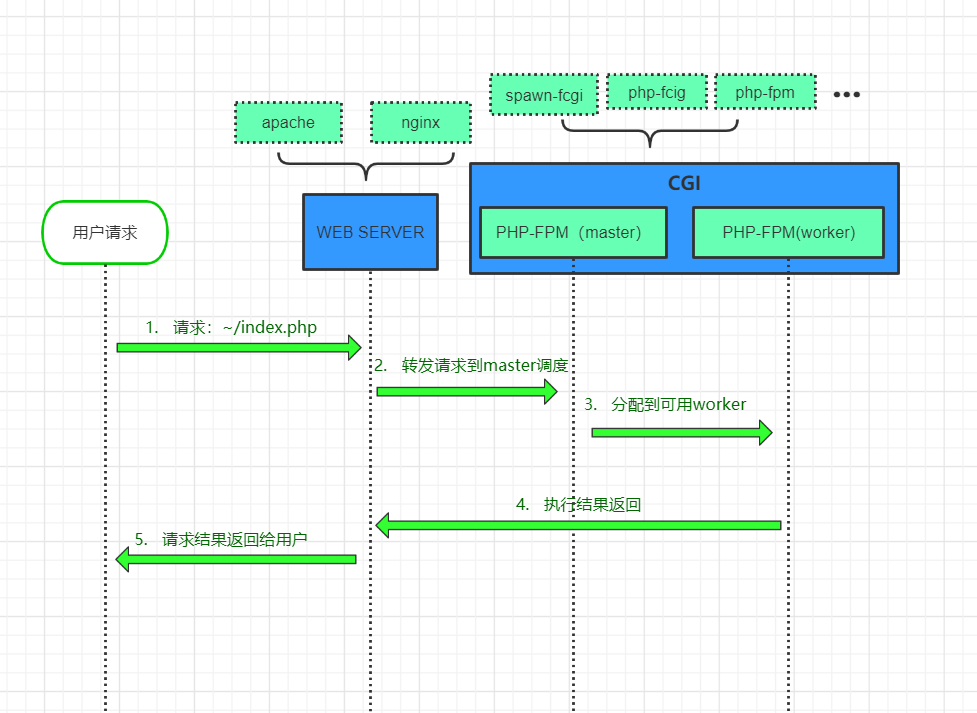 spawn-fcgi
php-fcig
php-fpm
•••
apache
nginx
CGI
用户请求
WEB SERVER
PHP-FPM（master）
PHP-FPM(worker)
1. 请求：~/index.php
2. 转发请求到master调度
3. 分配到可用worker
4. 执行结果返回
5. 请求结果返回给用户